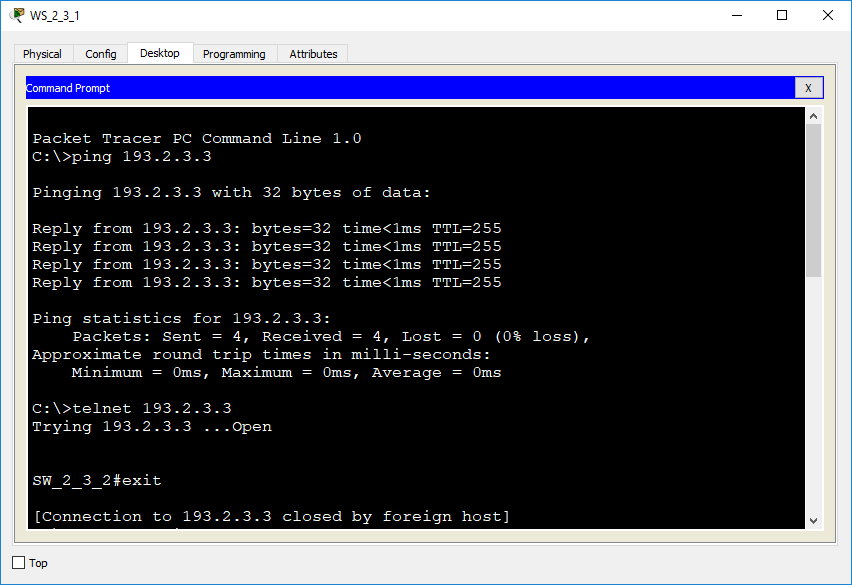 WS_2_3_1
Physical Config Desktop Programming Attributes
Command Prompt X
Packet Tracer PC Command Line 1.0
C:\>ping 193.2.3.3
Pinging 193.2.3.3 with 32 bytes of data:
Reply from 193.2.3.3: bytes=32 time<1ms TTL=255
Reply from 193.2.3.3: bytes=32 time<1ms TTL=255
Reply from 193.2.3.3: bytes=32 time<1ms TTL=255
Reply from 193.2.3.3: bytes=32 time<1ms TTL=255
Ping statistics for 193.2.3.3:
Packets: Sent = 4, Received = 4, Lost = 0 (0% loss),
Approximate round trip times in milli-seconds:
Minimum = 0ms, Maximum = 0ms, Average = 0ms
C:\>telnet 193.2.3.3
Trying 193.2.3.3 ...Open
SW_2_3_2#exit
[Connection to 193.2.3.3 closed by foreign host]
Top